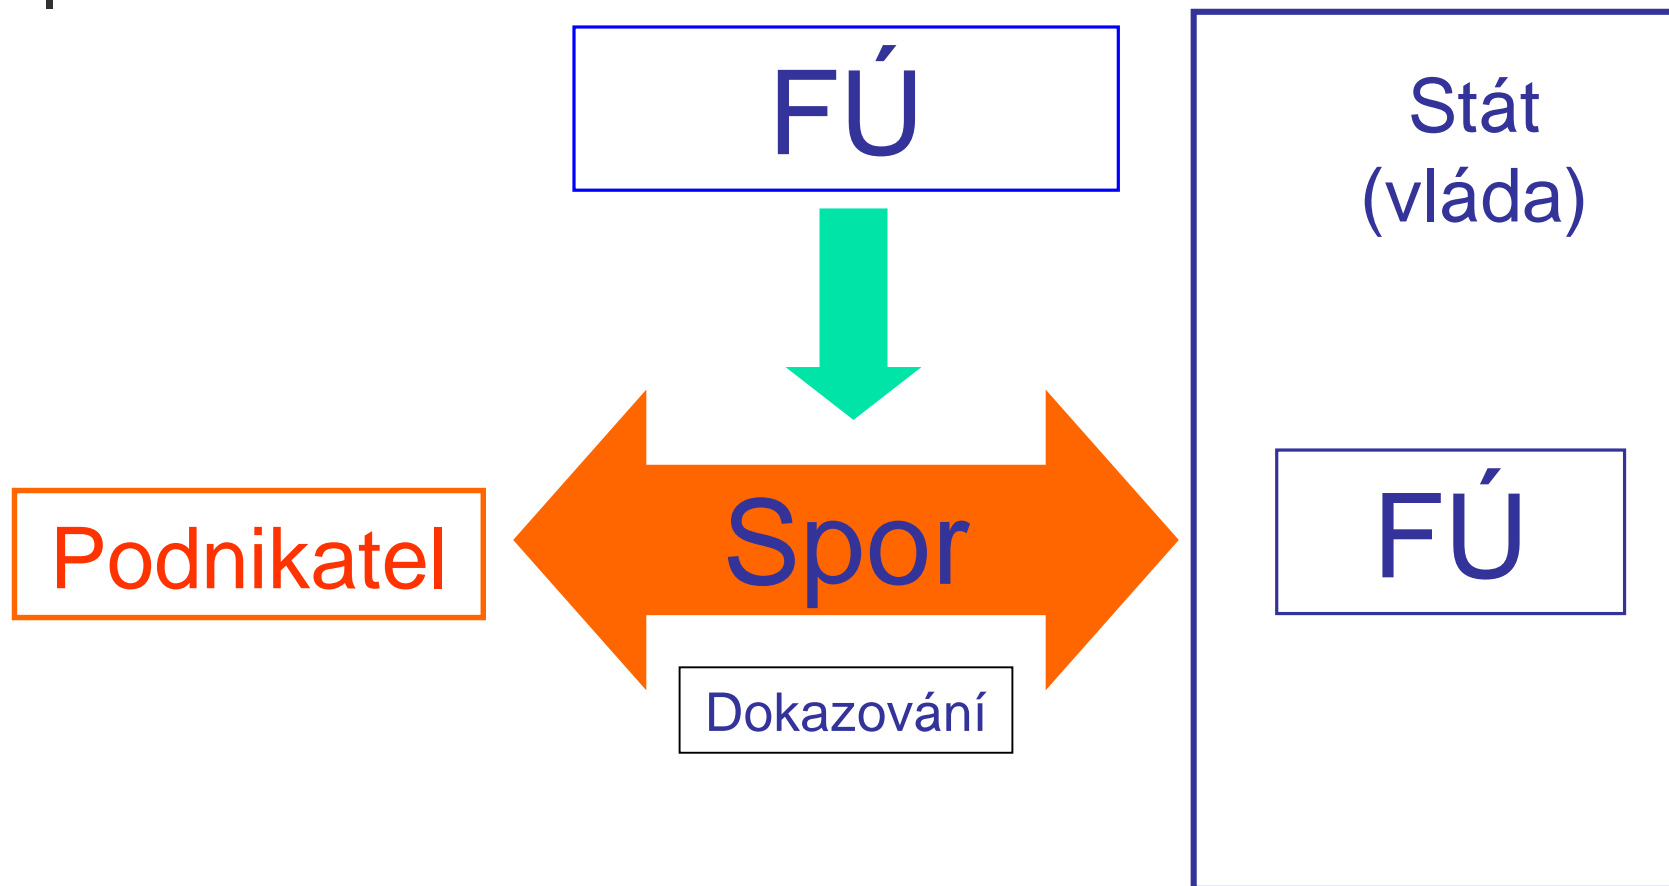 FÚ
Stát
(vláda)
Podnikatel
Spor
FÚ
Dokazování